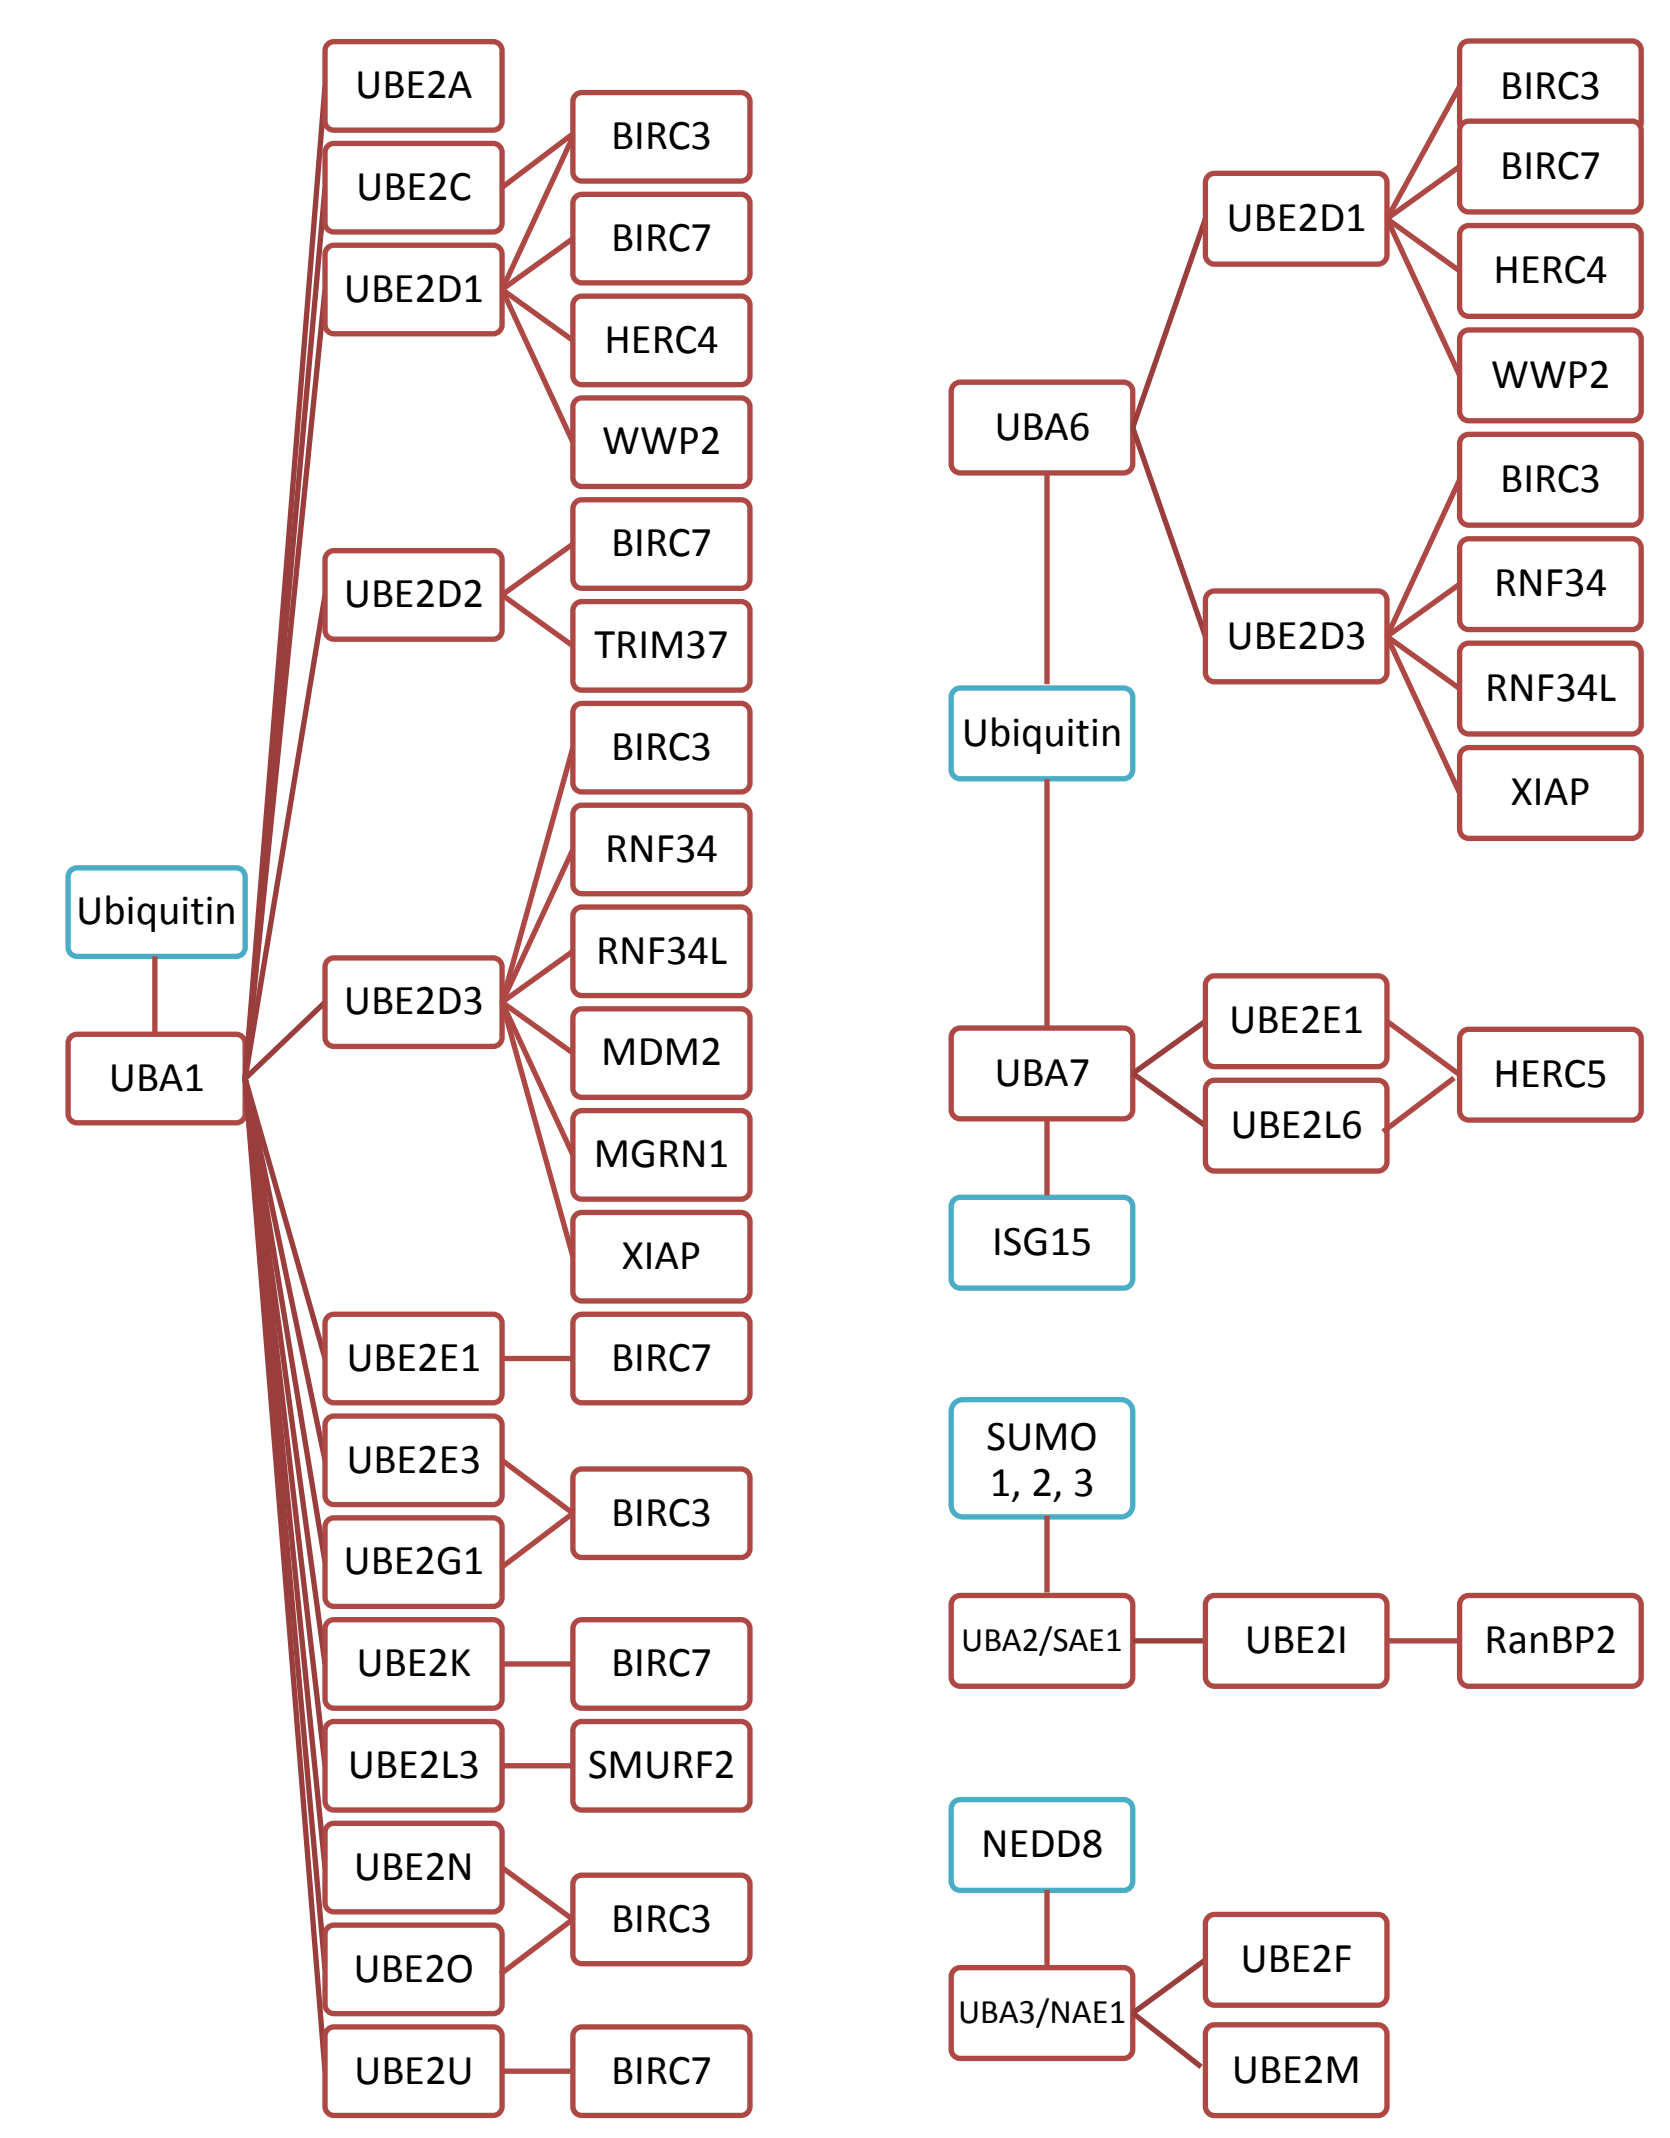 Ubiquitin
UBA1
UBE2A
UBE2C
UBE2D1
UBE2D2
UBE2D3
UBE2E1
UBE2E3
UBE2G1
UBE2K
UBE2L3
UBE2N
UBE2O
UBE2U
BIRC3
BIRC7
HERC4
WWP2
BIRC7
TRIM37
BIRC3
RNF34
RNF34L
MDM2
MGRN1
XIAP
BIRC7
BIRC3
BIRC7
SMURF2
BIRC3
BIRC7
UBA6
Ubiquitin
UBA7
ISG15
UBE2D1
UBE2D3
BIRC3
BIRC7
HERC4
WWP2
BIRC3
RNF34
RNF34L
XIAP
UBE2E1
UBE2L6
HERC5
SUMO
1, 2, 3
UBA2/SAE1
UBE2I
RanBP2
NEDD8
UBA3/NAE1
UBE2F
UBE2M